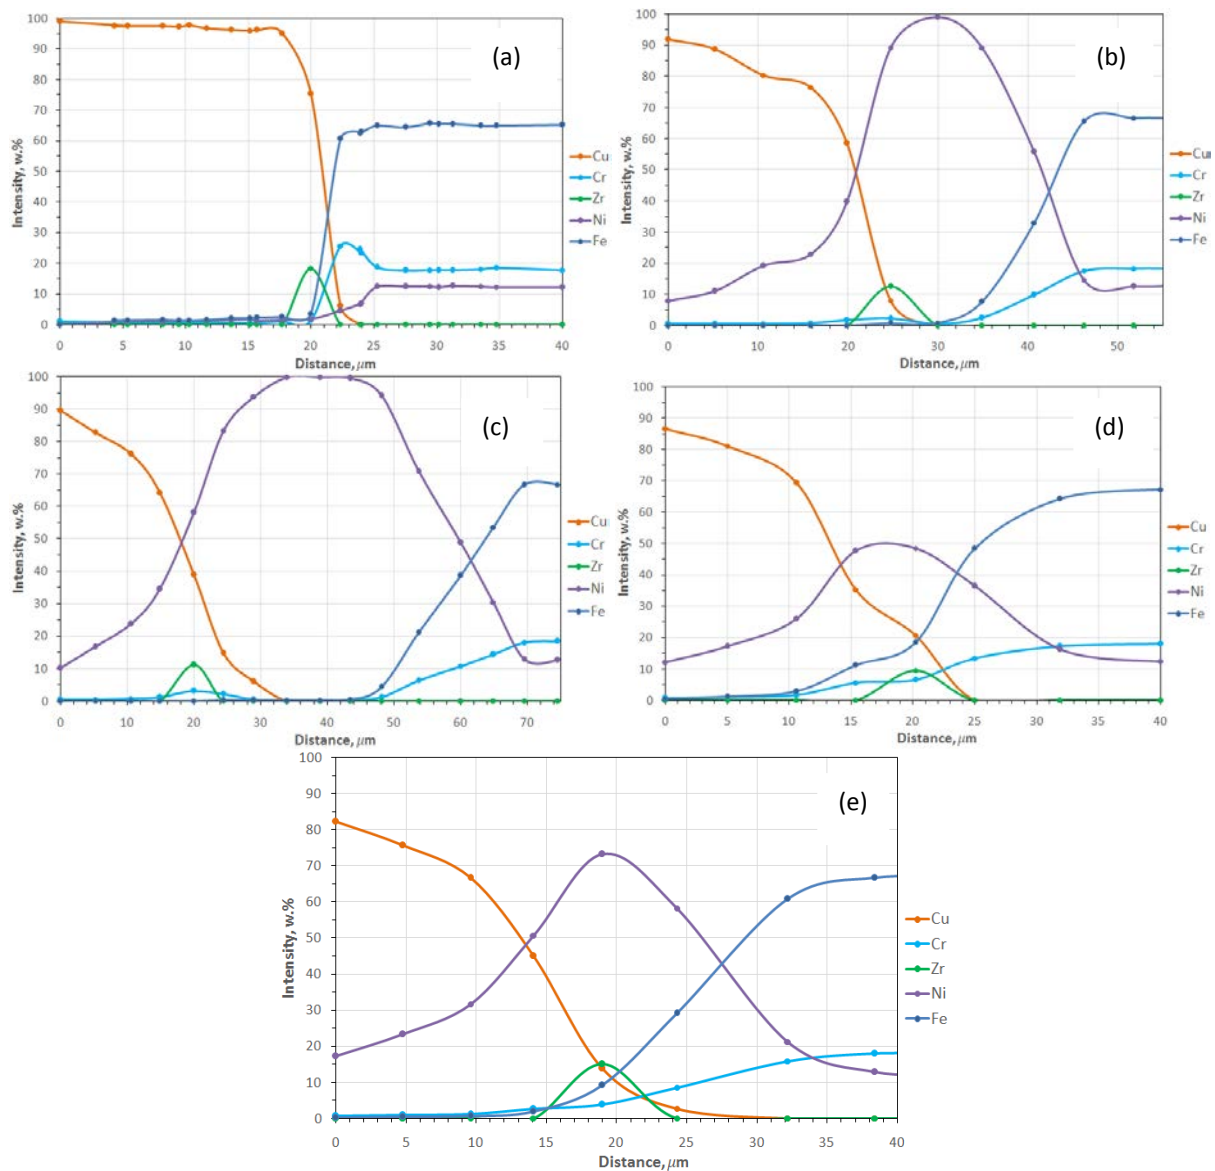 (a)
Intensity, w.%
100
90
80
70
60
50
40
30
20
10
0
0 5 10 15 20 25 30 35 40
Distance, μm
Cu
Cr
Zr
Ni
Fe
(b)
Intensity, w.%
100
90
80
70
60
50
40
30
20
10
0
0 10 20 30 40 50
Distance, μm
Cu
Cr
Zr
Ni
Fe
(c)
Intensity, w.%
100
90
80
70
60
50
40
30
20
10
0
0 10 20 30 40 50 60 70
Distance, μm
Cu
Cr
Zr
Ni
Fe
(d)
Intensity, w.%
100
90
80
70
60
50
40
30
20
10
0
0 5 10 15 20 25 30 35 40
Distance, μm
Cu
Cr
Zr
Ni
Fe
(e)
Intensity, w.%
100
90
80
70
60
50
40
30
20
10
0
0 5 10 15 20 25 30 35 40
Distance, μm
Cu
Cr
Zr
Ni
Fe